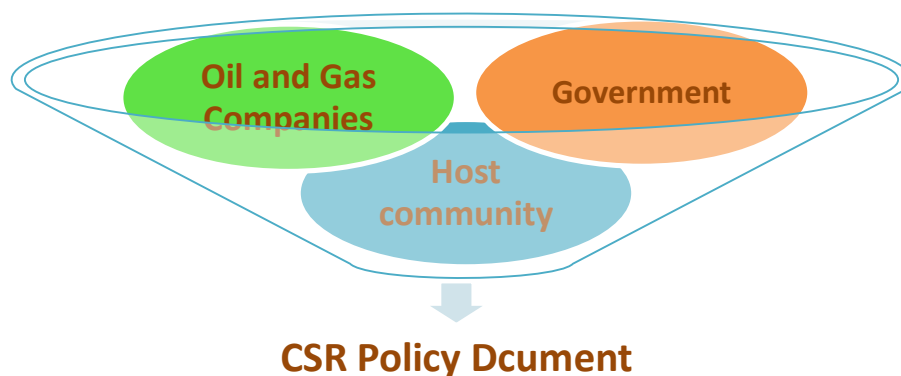 Oil and Gas
Companies
Government
Host
community
CSR Policy Dcument